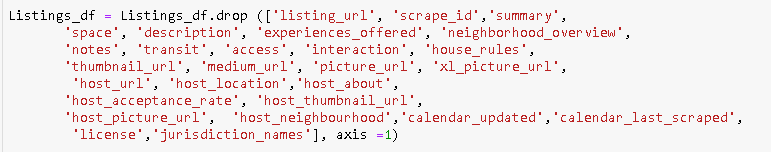 Listings_df = Listings_df.drop (['listing_url', 'scrape_id','summary',
'space', 'description', 'experiences_offered', 'neighborhood_overview',
'notes', 'transit', 'access', 'interaction', 'house_rules',
'thumbnail_url', 'medium_url', 'picture_url', 'xl_picture_url',
'host_url', 'host_location','host_about',
'host_acceptance_rate', 'host_thumbnail_url',
'host_picture_url',  'host_neighbourhood','calendar_updated','calendar_last_scraped',
'license','jurisdiction_names'], axis =1)